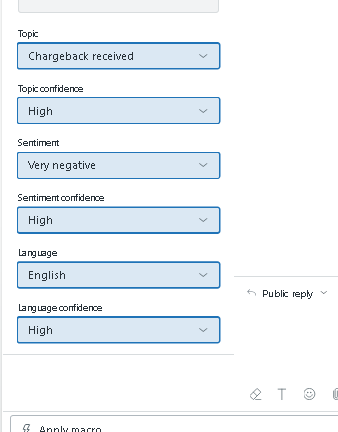 Topic
Chargeback received
Topic confidence
High
Sentiment
Very negative
Sentiment confidence
High
Language
English
Language confidence
High
Public reply
T
Apply macro